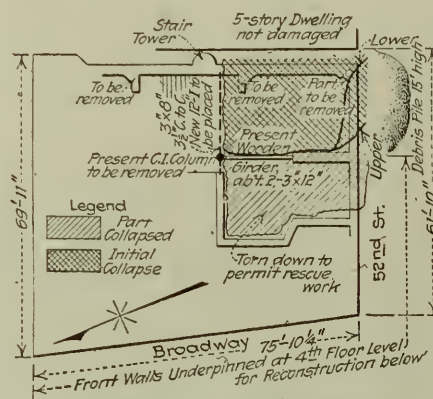 Stair
Tower
5-story Dwelling
not damaged
Lower
To be
removed
3"x8"
3½" C. to C.
New P.-I. to
be placed
To be
removed
Part
to be
removed
Debris Pile 15' high
Present
Wooden
Girder,
abt. 2-3"x12"
Present C.I. Column
to be removed
Upper
69'-11"
Legend
Part
Collapsed
Initial
Collapse
Torn down to
permit rescue
work
52nd St.
61'-10"
Broadway 75'-10¼"
Front Walls Underpinned at 4th Floor Level
for Reconstruction below